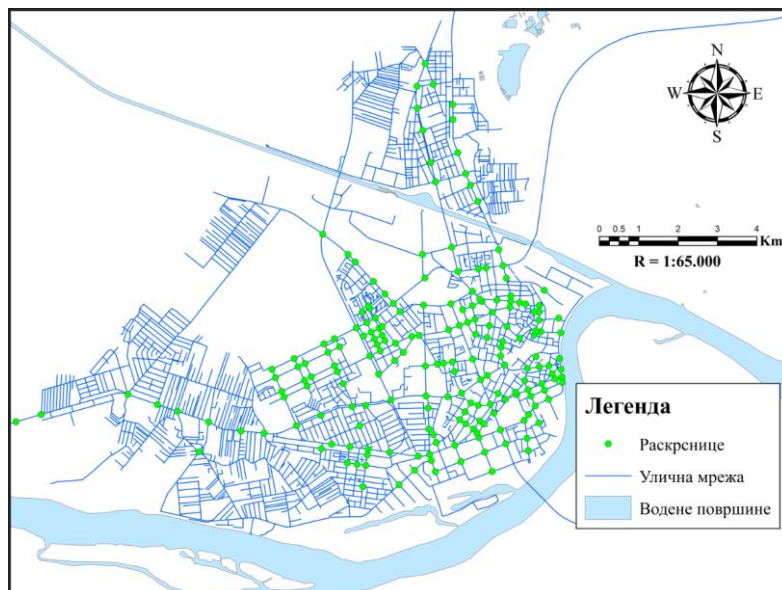 N
W E
S
0 0.5 1 2 3 4
Km
R = 1:65.000
Легенда
Раскрснице
Улична мрежа
Водене површине